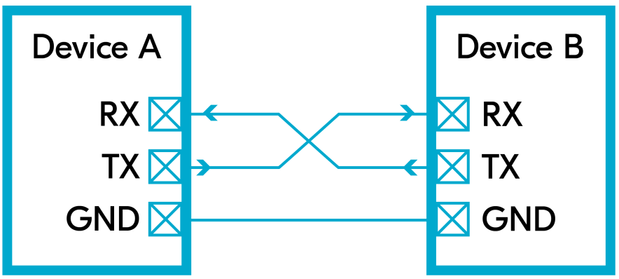 Device A
RX
TX
GND
Device B
RX
TX
GND